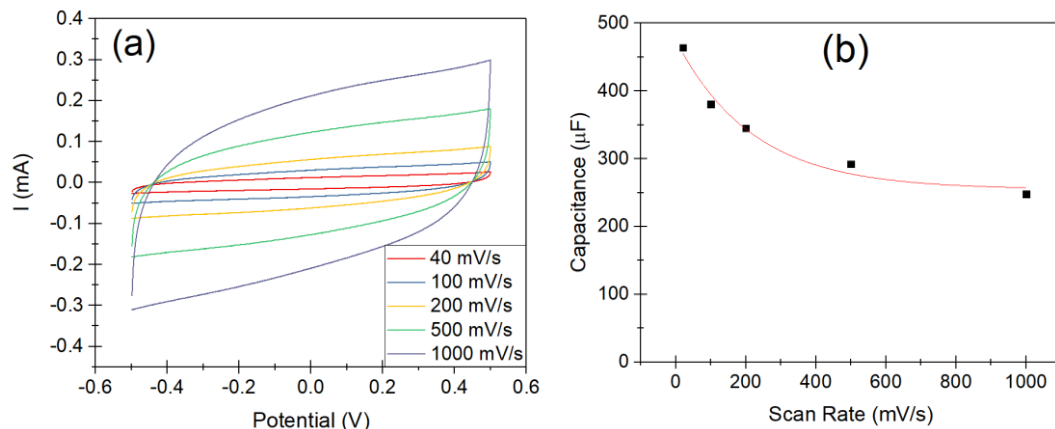 (a)
I (mA)
0.4
0.3
0.2
0.1
0.0
-0.1
-0.2
-0.3
-0.4
-0.6
-0.4
-0.2
0.0
0.2
0.4
0.6
Potential (V)
40 mV/s
100 mV/s
200 mV/s
500 mV/s
1000 mV/s
(b)
Capacitance (μF)
500
400
300
200
100
0
0
200
400
600
800
1000
Scan Rate (mV/s)